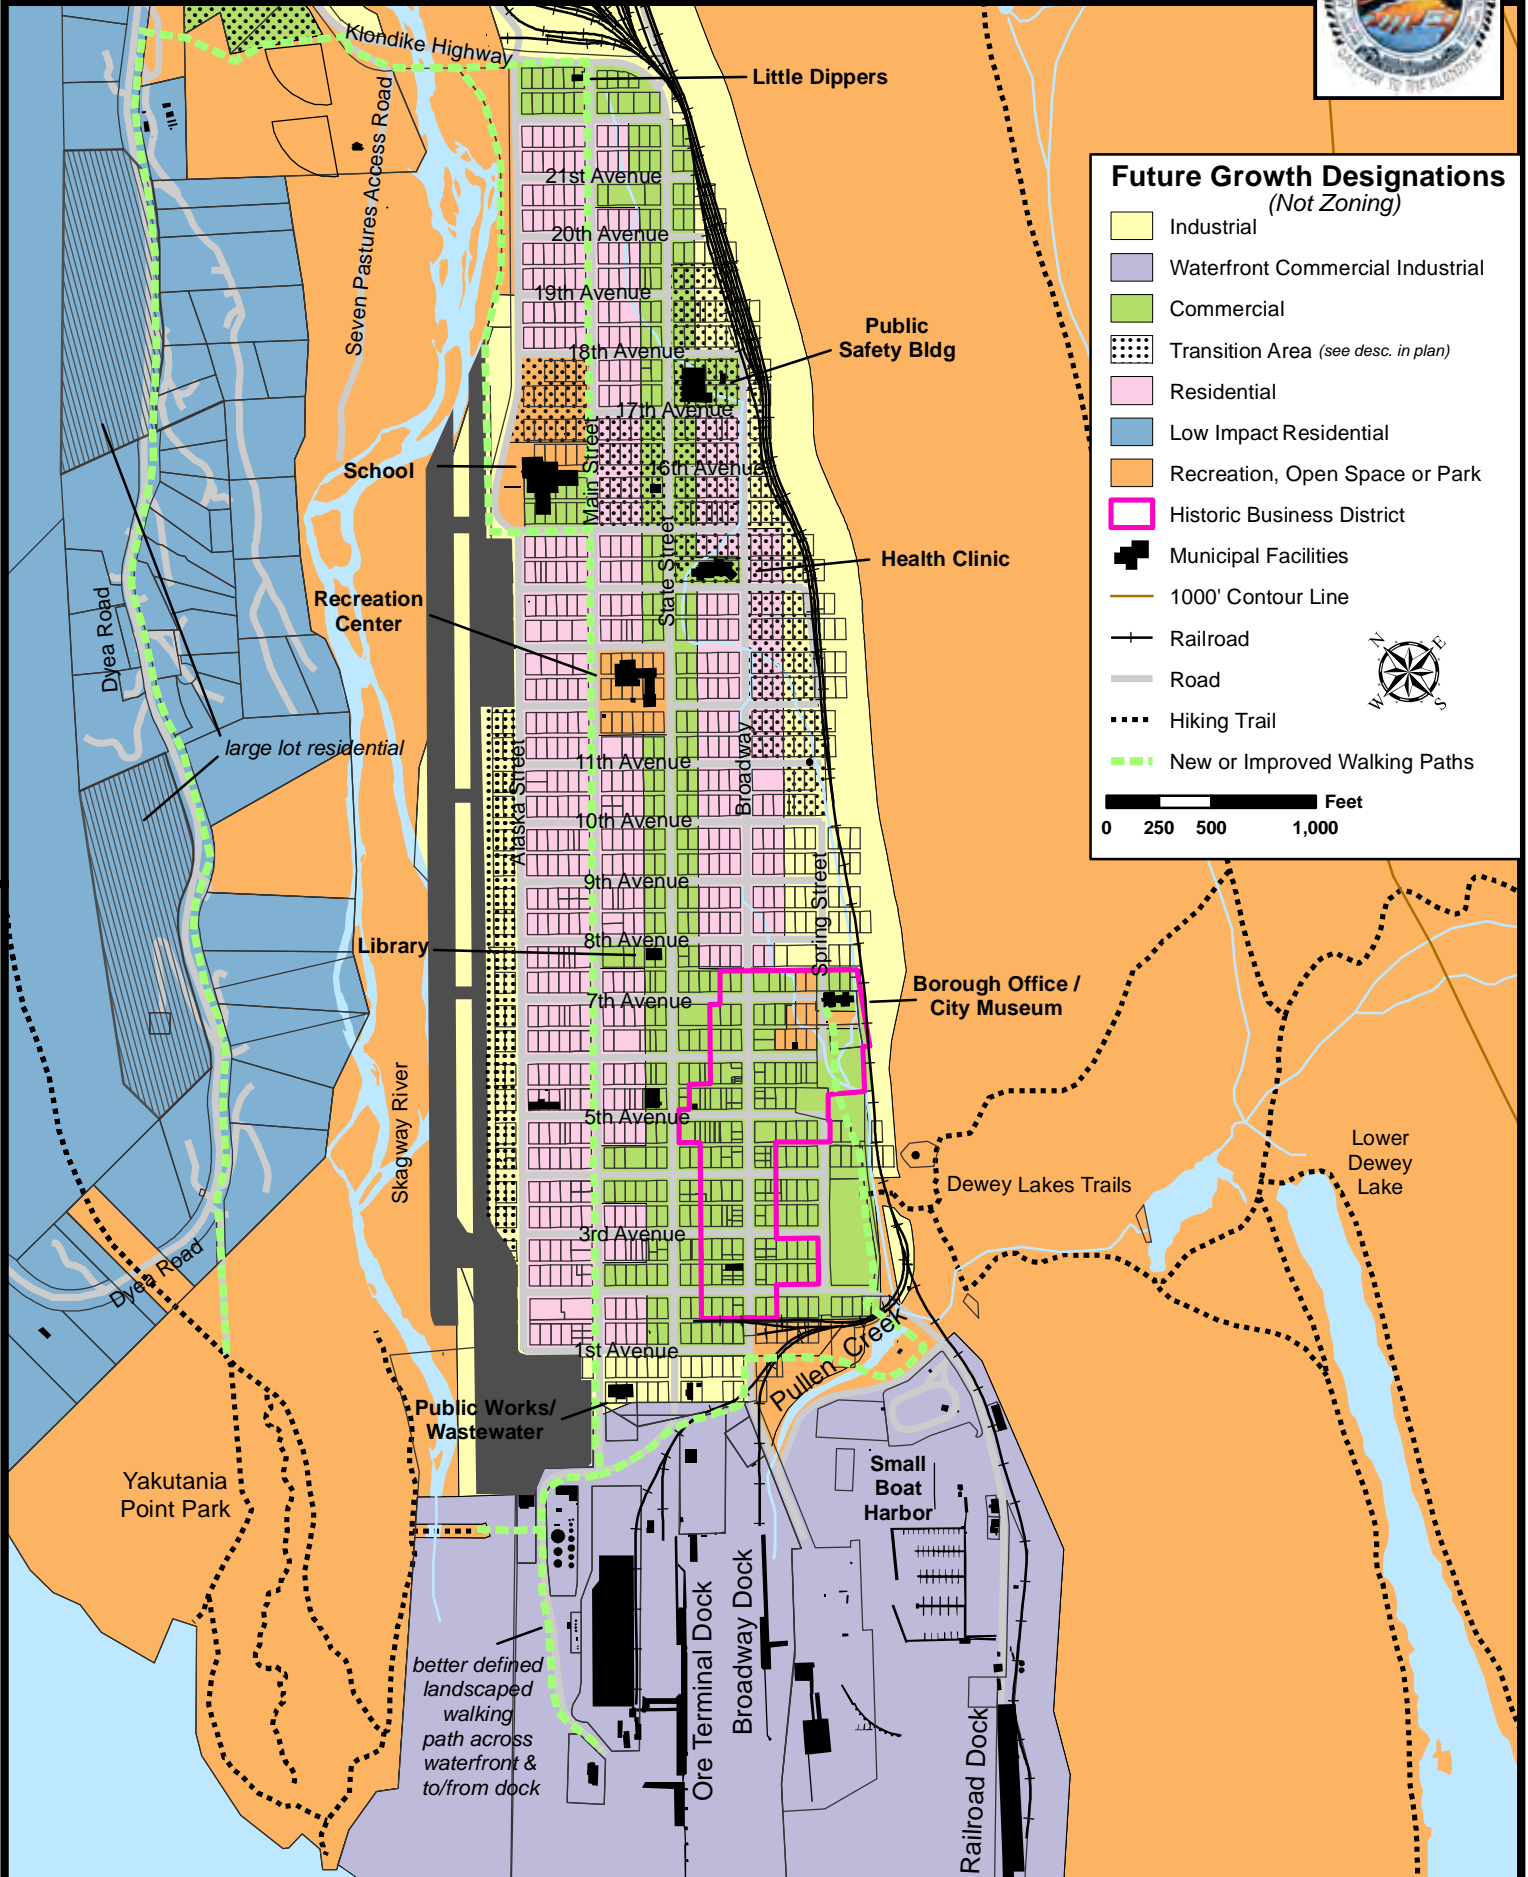 GATEWAY TO THE KLONDIKE
Klondike Highway
Little Dippers
Seven Pastures Access Road
21st Avenue
20th Avenue
19th Avenue
18th Avenue
17th Avenue
16th Avenue
Public
Safety Bldg
School
Main Street
State Street
Health Clinic
Recreation
Center
Dyea Road
large lot residential
Alaska Street
Broadway
11th Avenue
10th Avenue
9th Avenue
Spring Street
8th Avenue
Library
7th Avenue
Borough Office /
City Museum
Skagway River
5th Avenue
Dewey Lakes Trails
Lower
Dewey
Lake
3rd Avenue
Dyea Road
1st Avenue
Pullen Creek
Public Works/
Wastewater
Yakutania
Point Park
Small
Boat
Harbor
better defined
landscaped
walking
path across
waterfront &
to/from dock
Ore Terminal Dock
Broadway Dock
Railroad Dock
Future Growth Designations
(Not Zoning)
Industrial
Waterfront Commercial Industrial
Commercial
Transition Area (see desc. in plan)
Residential
Low Impact Residential
Recreation, Open Space or Park
Historic Business District
Municipal Facilities
1000' Contour Line
Railroad
Road
Hiking Trail
New or Improved Walking Paths
N E
W S
Feet
0 250 500 1,000